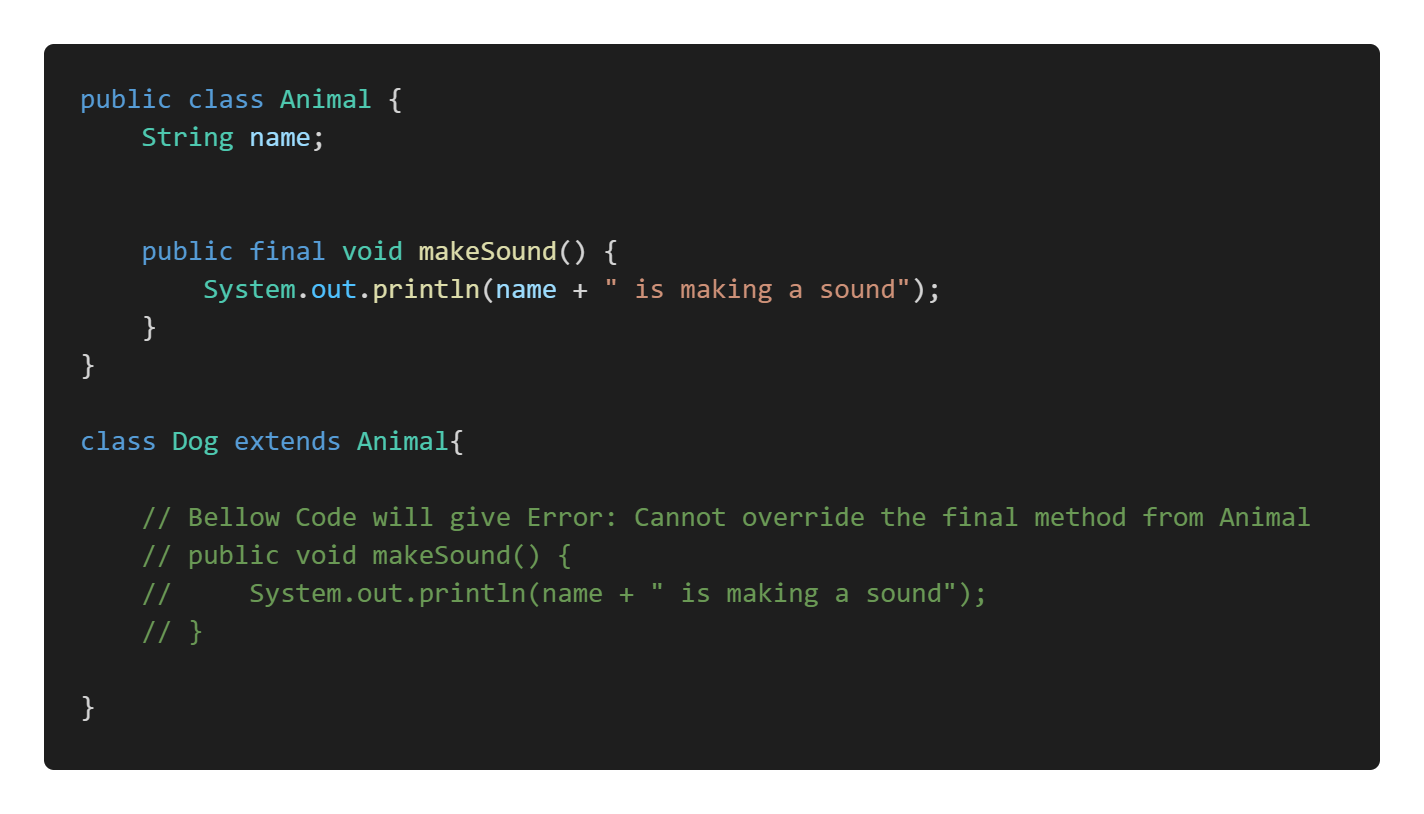 public class Animal {
    String name;
    public final void makeSound() {
        System.out.println(name + " is making a sound");
    }
}
class Dog extends Animal{
    // Bellow Code will give Error: Cannot override the final method from Animal
    // public void makeSound() {
    //     System.out.println(name + " is making a sound");
    // }
}